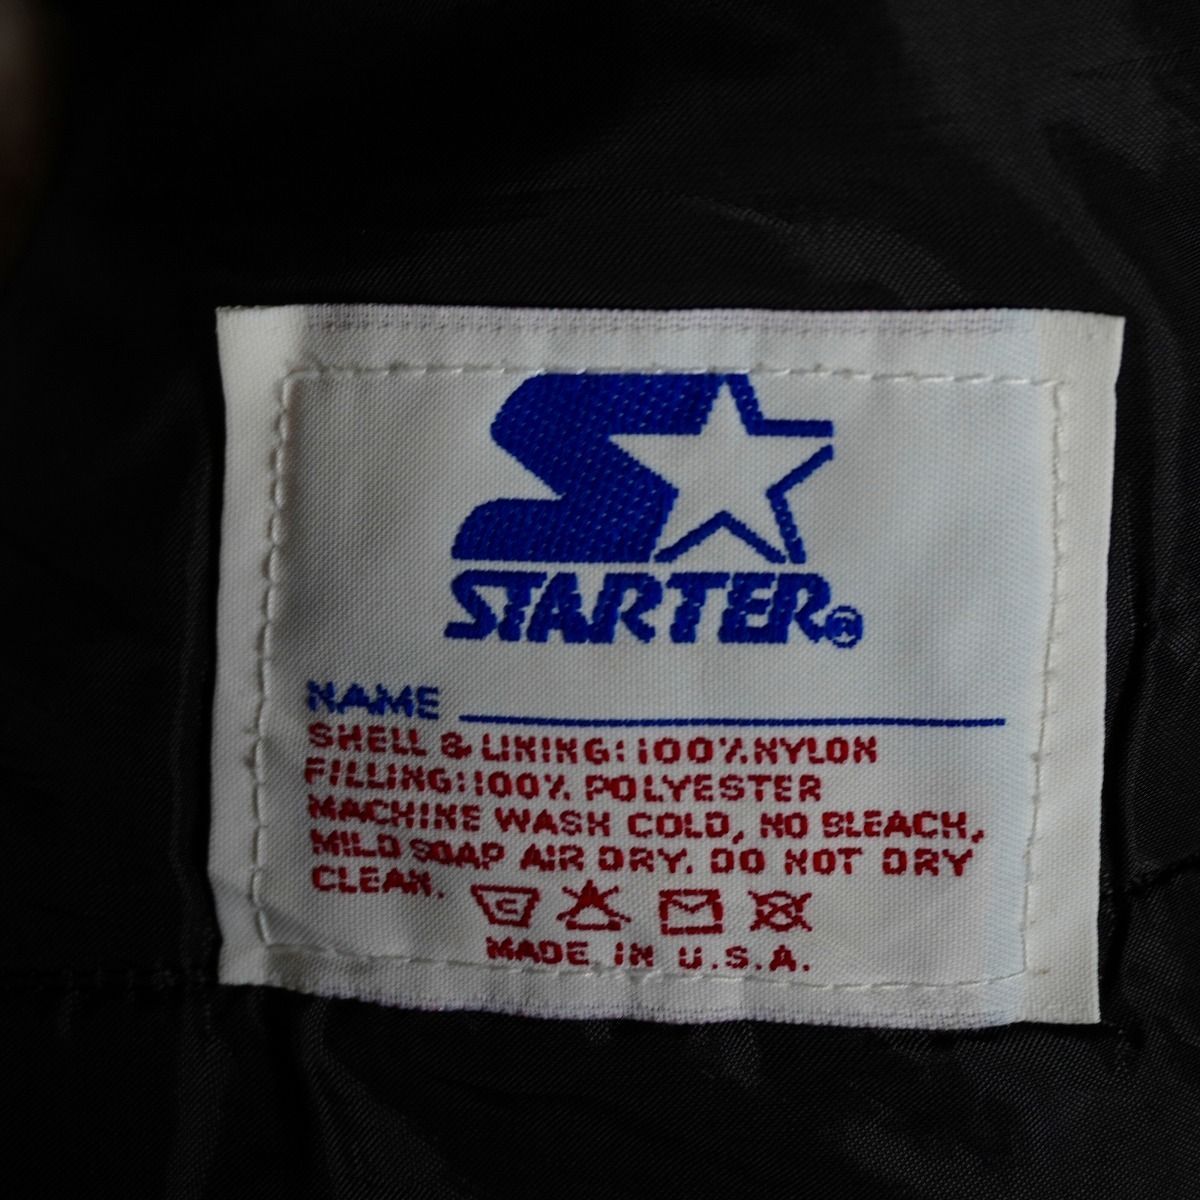 STARTER®
NAME
SHELL & LINING: 100% NYLON
FILLING: 100% POLYESTER
MACHINE WASH COLD, NO BLEACH,
MILD SOAP AIR DRY. DO NOT DRY
CLEAN.
MADE IN U.S.A.